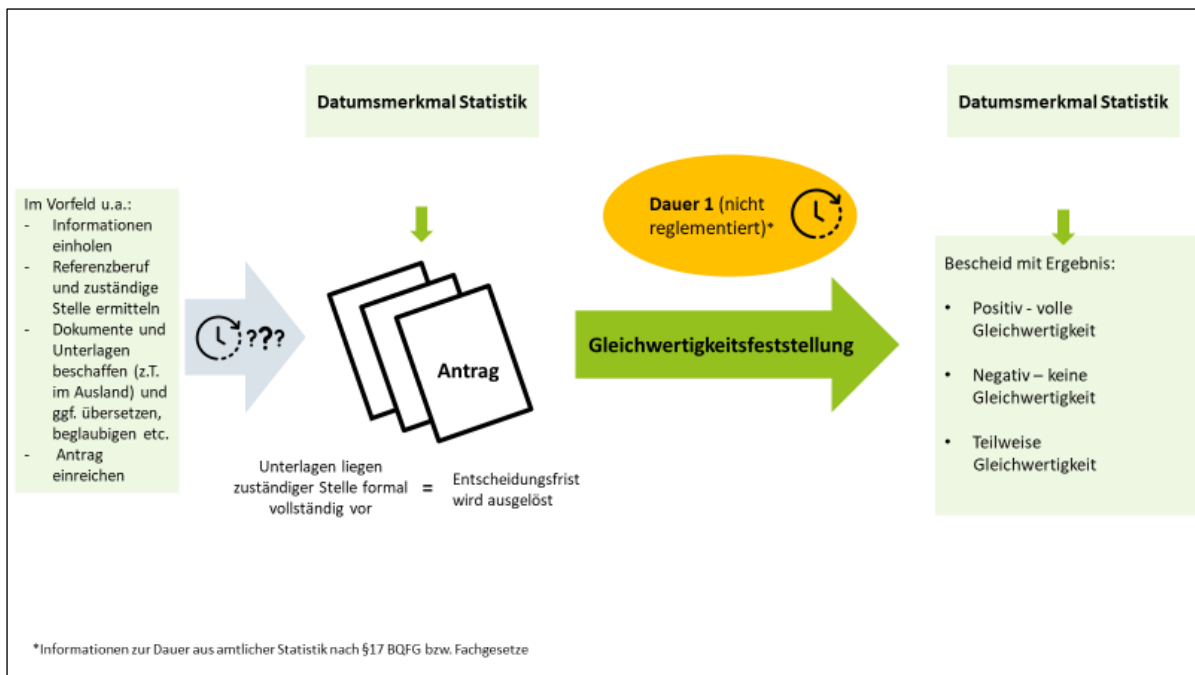 Datumsmerkmal Statistik
Datumsmerkmal Statistik
Im Vorfeld u.a.:
- Informationen
einholen
- Referenzberuf
und zuständige
Stelle ermitteln
- Dokumente und
Unterlagen
beschaffen (z.T.
im Ausland) und
ggf. übersetzen,
beglaubigen etc.
- Antrag
einreichen
???
Antrag
Unterlagen liegen
zuständiger Stelle formal
vollständig vor
=
Entscheidungsfrist
wird ausgelöst
Dauer 1 (nicht
reglementiert)*
Gleichwertigkeitsfeststellung
Bescheid mit Ergebnis:
• Positiv - volle
Gleichwertigkeit
• Negativ – keine
Gleichwertigkeit
• Teilweise
Gleichwertigkeit
*Informationen zur Dauer aus amtlicher Statistik nach §17 BQFG bzw. Fachgesetze